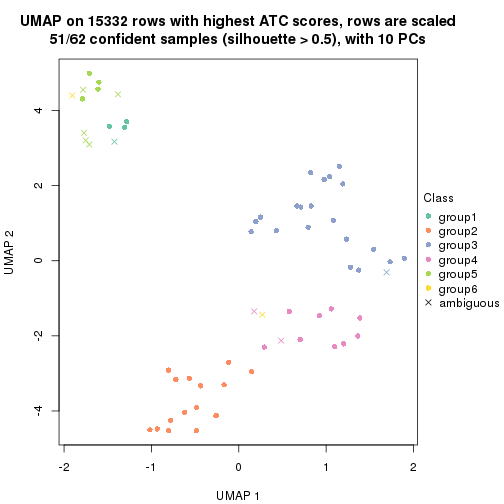 UMAP on 15332 rows with highest ATC scores, rows are scaled
51/62 confident samples (silhouette > 0.5), with 10 PCs
4
2
0
-2
-4
UMAP 2
-2
-1
0
1
2
UMAP 1
Class
group1
group2
group3
group4
group5
group6
ambiguous